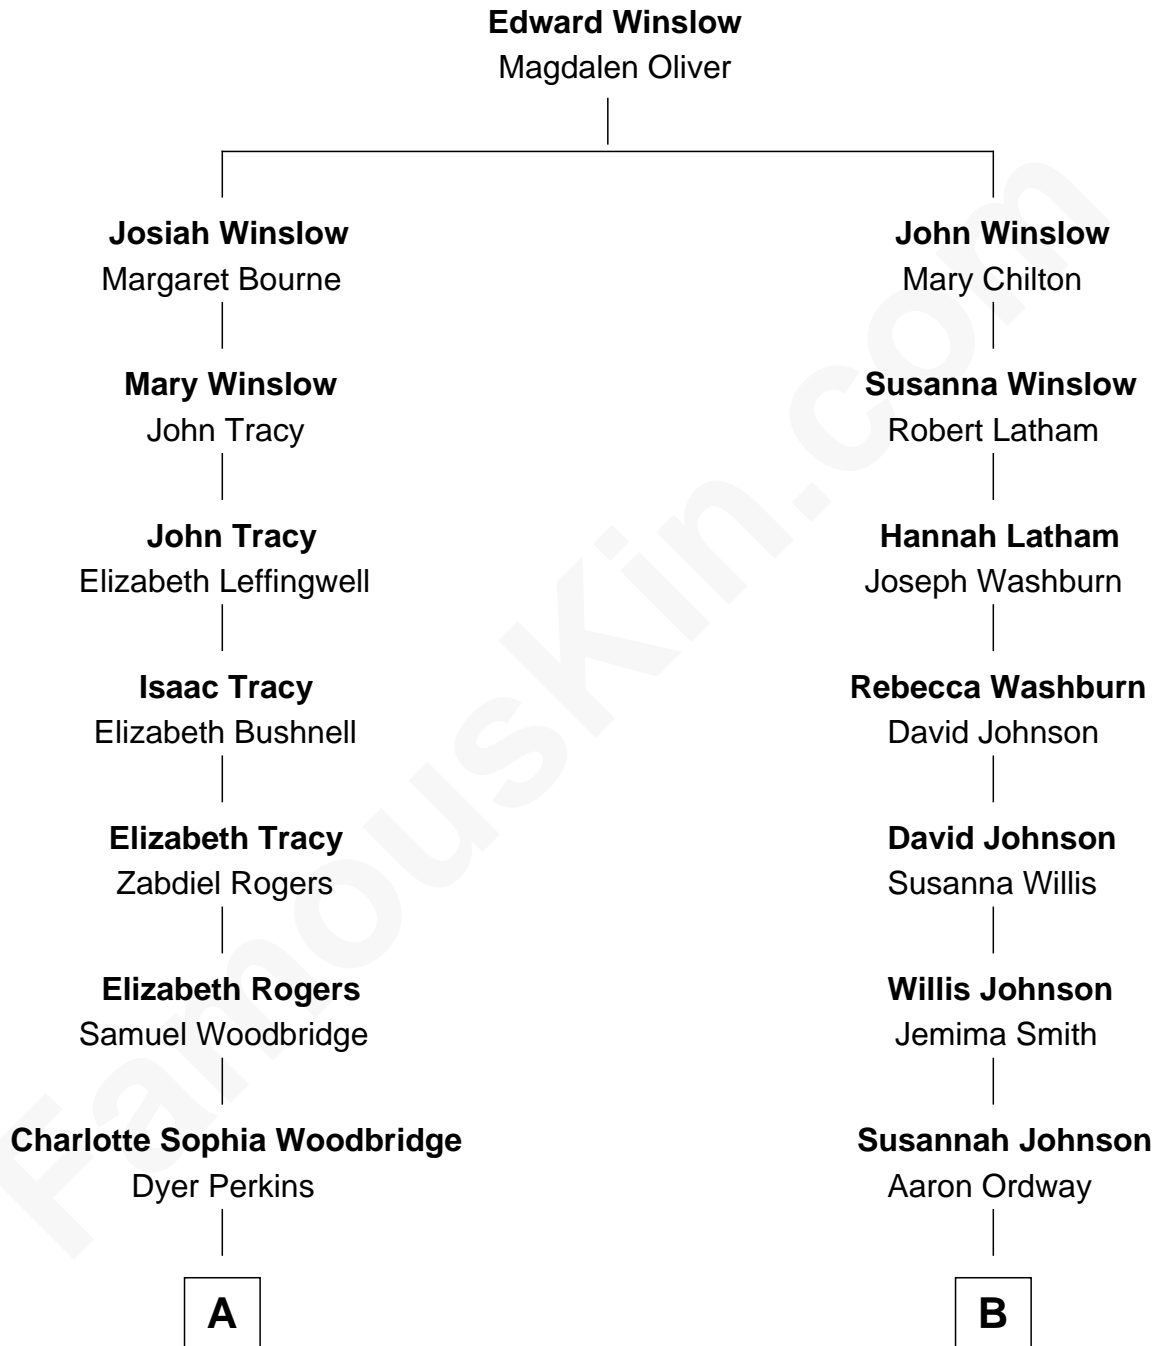 Edward Winslow
Magdalen Oliver
Josiah Winslow
Margaret Bourne
John Winslow
Mary Chilton
Mary Winslow
John Tracy
Susanna Winslow
Robert Latham
John Tracy
Elizabeth Leffingwell
Hannah Latham
Joseph Washburn
Isaac Tracy
Elizabeth Bushnell
Rebecca Washburn
David Johnson
Elizabeth Tracy
Zabdiel Rogers
David Johnson
Susanna Willis
Elizabeth Rogers
Samuel Woodbridge
Willis Johnson
Jemima Smith
Charlotte Sophia Woodbridge
Dyer Perkins
Susannah Johnson
Aaron Ordway
A
B
FamousKin.com